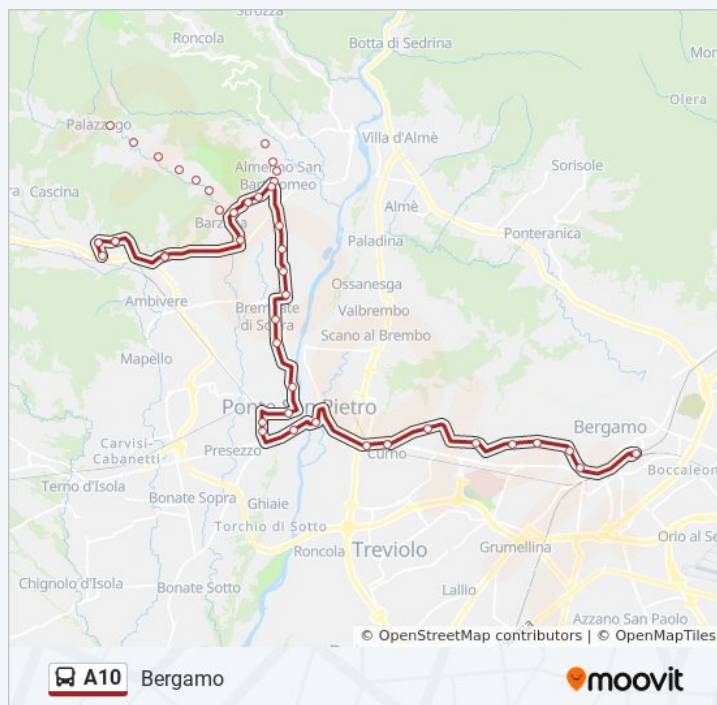 Strozza
Roncola
Botta di Sedrina
Olera
Palazzago
Villa d'Almè
Almenno San
Bartolomeo
Sorisole
Cascina
Almè
Barzana
Ponteranica
Paladina
Ossanesga
Ambivere
Brembate
di Sopra
Valbrembo
Scano al Brembo
Mapello
Ponte San Pietro
Bergamo
Carvisi-
Cabanetti
Presezzo
Curno
Boccaleon
Terno d'Isola
Bonate Sopra
Ghiaie
Torchio di Sotto
Orio al Se
Roncola
Treviolo
Grumellina
Chignolo d'Isola
Bonate Sotto
Lallio
Azzano San Paolo
© OpenStreetMap contributors | © OpenMapTiles
A10 Bergamo
moovit